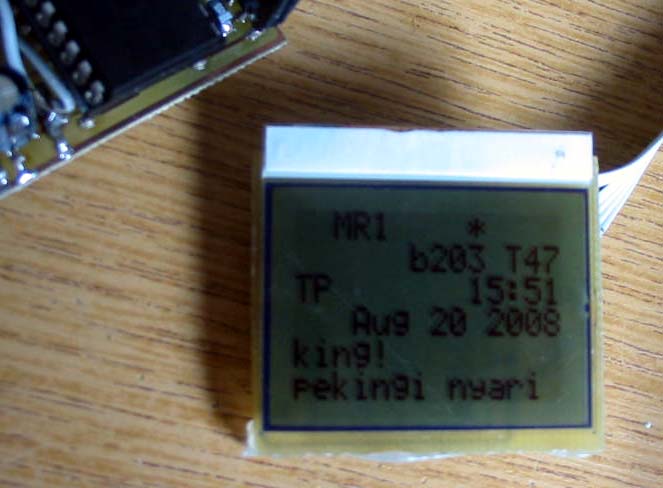 MR1 *
b203 T47
TP 15:51
Aug 20 2008
king!
pekingi nyari